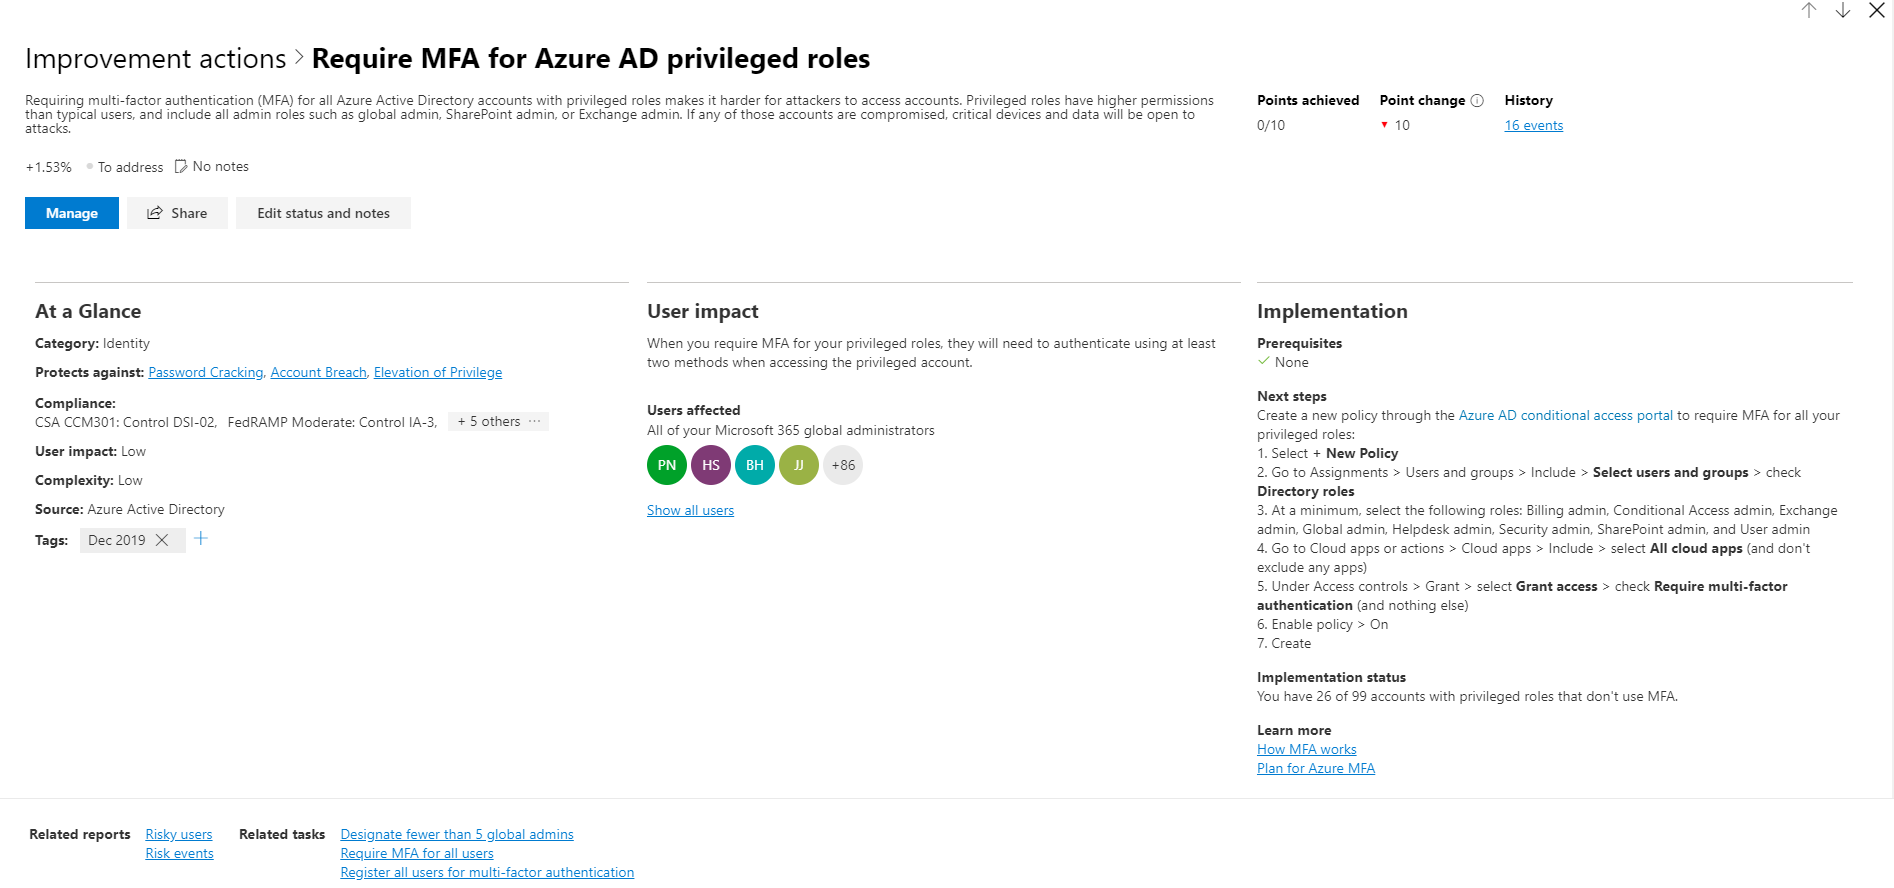 Improvement actions > Require MFA for Azure AD privileged roles
Requiring multi-factor authentication (MFA) for all Azure Active Directory accounts with privileged roles makes it harder for attackers to access accounts. Privileged roles have higher permissions
than typical users, and include all admin roles such as global admin, SharePoint admin, or Exchange admin. If any of those accounts are compromised, critical devices and data will be open to
attacks.
Points achieved
0/10
Point change
10
History
16 events
+1.53%
To address
No notes
Manage
Share
Edit status and notes
At a Glance
Category: Identity
Protects against: Password Cracking, Account Breach, Elevation of Privilege
Compliance:
CSA CCM301: Control DSI-02, FedRAMP Moderate: Control IA-3, + 5 others ···
User impact: Low
Complexity: Low
Source: Azure Active Directory
Tags: Dec 2019
User impact
When you require MFA for your privileged roles, they will need to authenticate using at least
two methods when accessing the privileged account.
Users affected
All of your Microsoft 365 global administrators
PN HS BH JJ +86
Show all users
Implementation
Prerequisites
None
Next steps
Create a new policy through the Azure AD conditional access portal to require MFA for all your
privileged roles:
1. Select + New Policy
2. Go to Assignments > Users and groups > Include > Select users and groups > check
Directory roles
3. At a minimum, select the following roles: Billing admin, Conditional Access admin, Exchange
admin, Global admin, Helpdesk admin, Security admin, SharePoint admin, and User admin
4. Go to Cloud apps or actions > Cloud apps > Include > select All cloud apps (and don't
exclude any apps)
5. Under Access controls > Grant > select Grant access > check Require multi-factor
authentication (and nothing else)
6. Enable policy > On
7. Create
Implementation status
You have 26 of 99 accounts with privileged roles that don't use MFA.
Learn more
How MFA works
Plan for Azure MFA
Related reports
Risky users
Risk events
Related tasks
Designate fewer than 5 global admins
Require MFA for all users
Register all users for multi-factor authentication